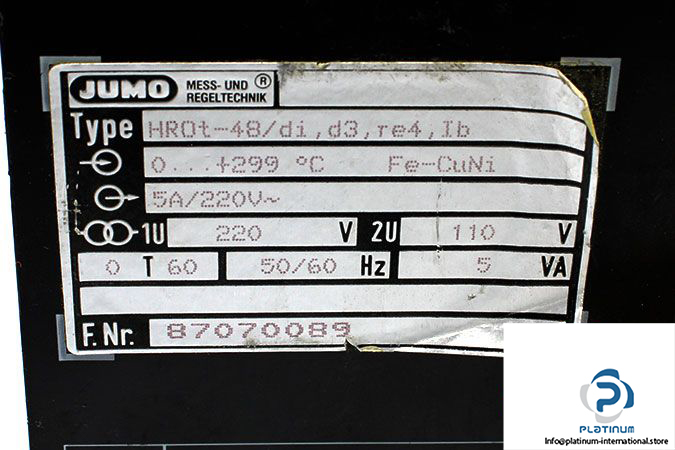 JUMO MESS- UND ®
REGELTECHNIK
Type HROt-48/di,d3,re4,Ib
0...+299 °C Fe-CuNi
5A/220V~
1U 220 V 2U 110 V
0 T 60 50/60 Hz 5 VA
F.Nr. 87070089
P
PLATINUM
Info@platinum-international.store